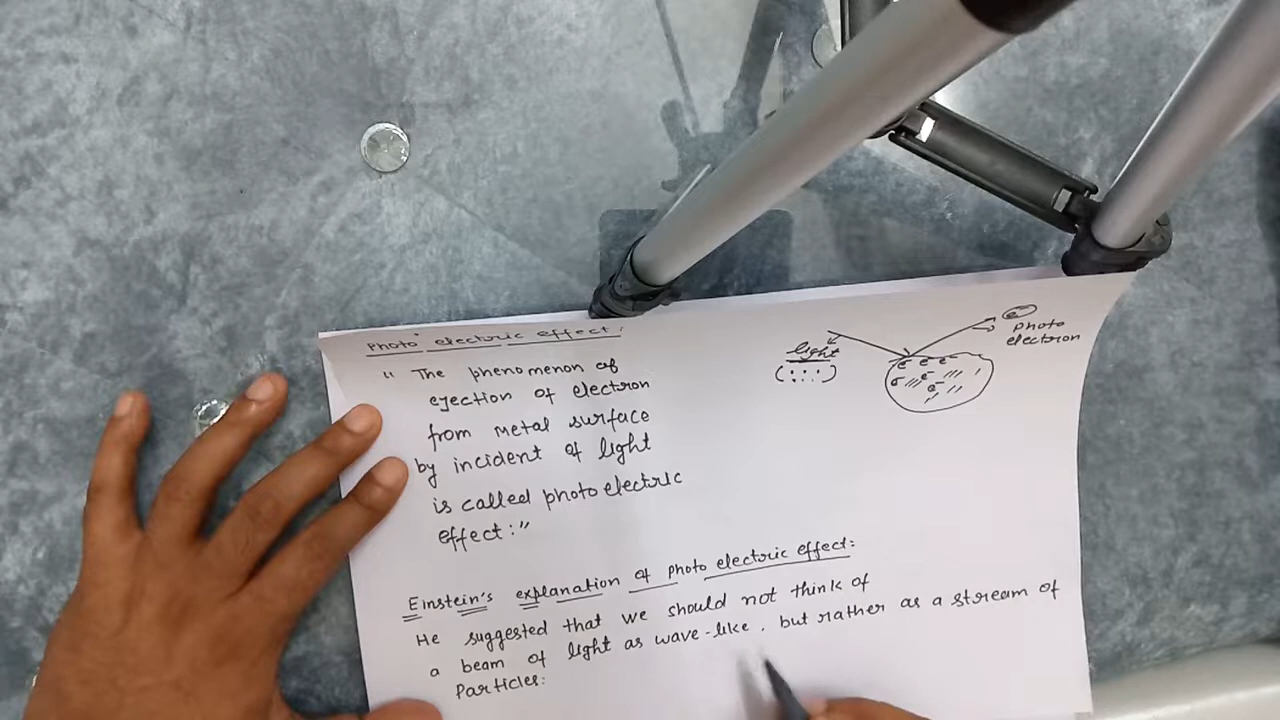 Photo electric effect:
" The phenomenon of
ejection of electron
from metal surface
by incident of light
is called photo electric
effect:"
light
e⁻
photo
electron
e⁻ e⁻ e⁻
e⁻ e⁻
e⁻
Einstein's explanation of photo electric effect:
He suggested that we should not think of
a beam of light as wave-like. but rather as a stream of
Particles: